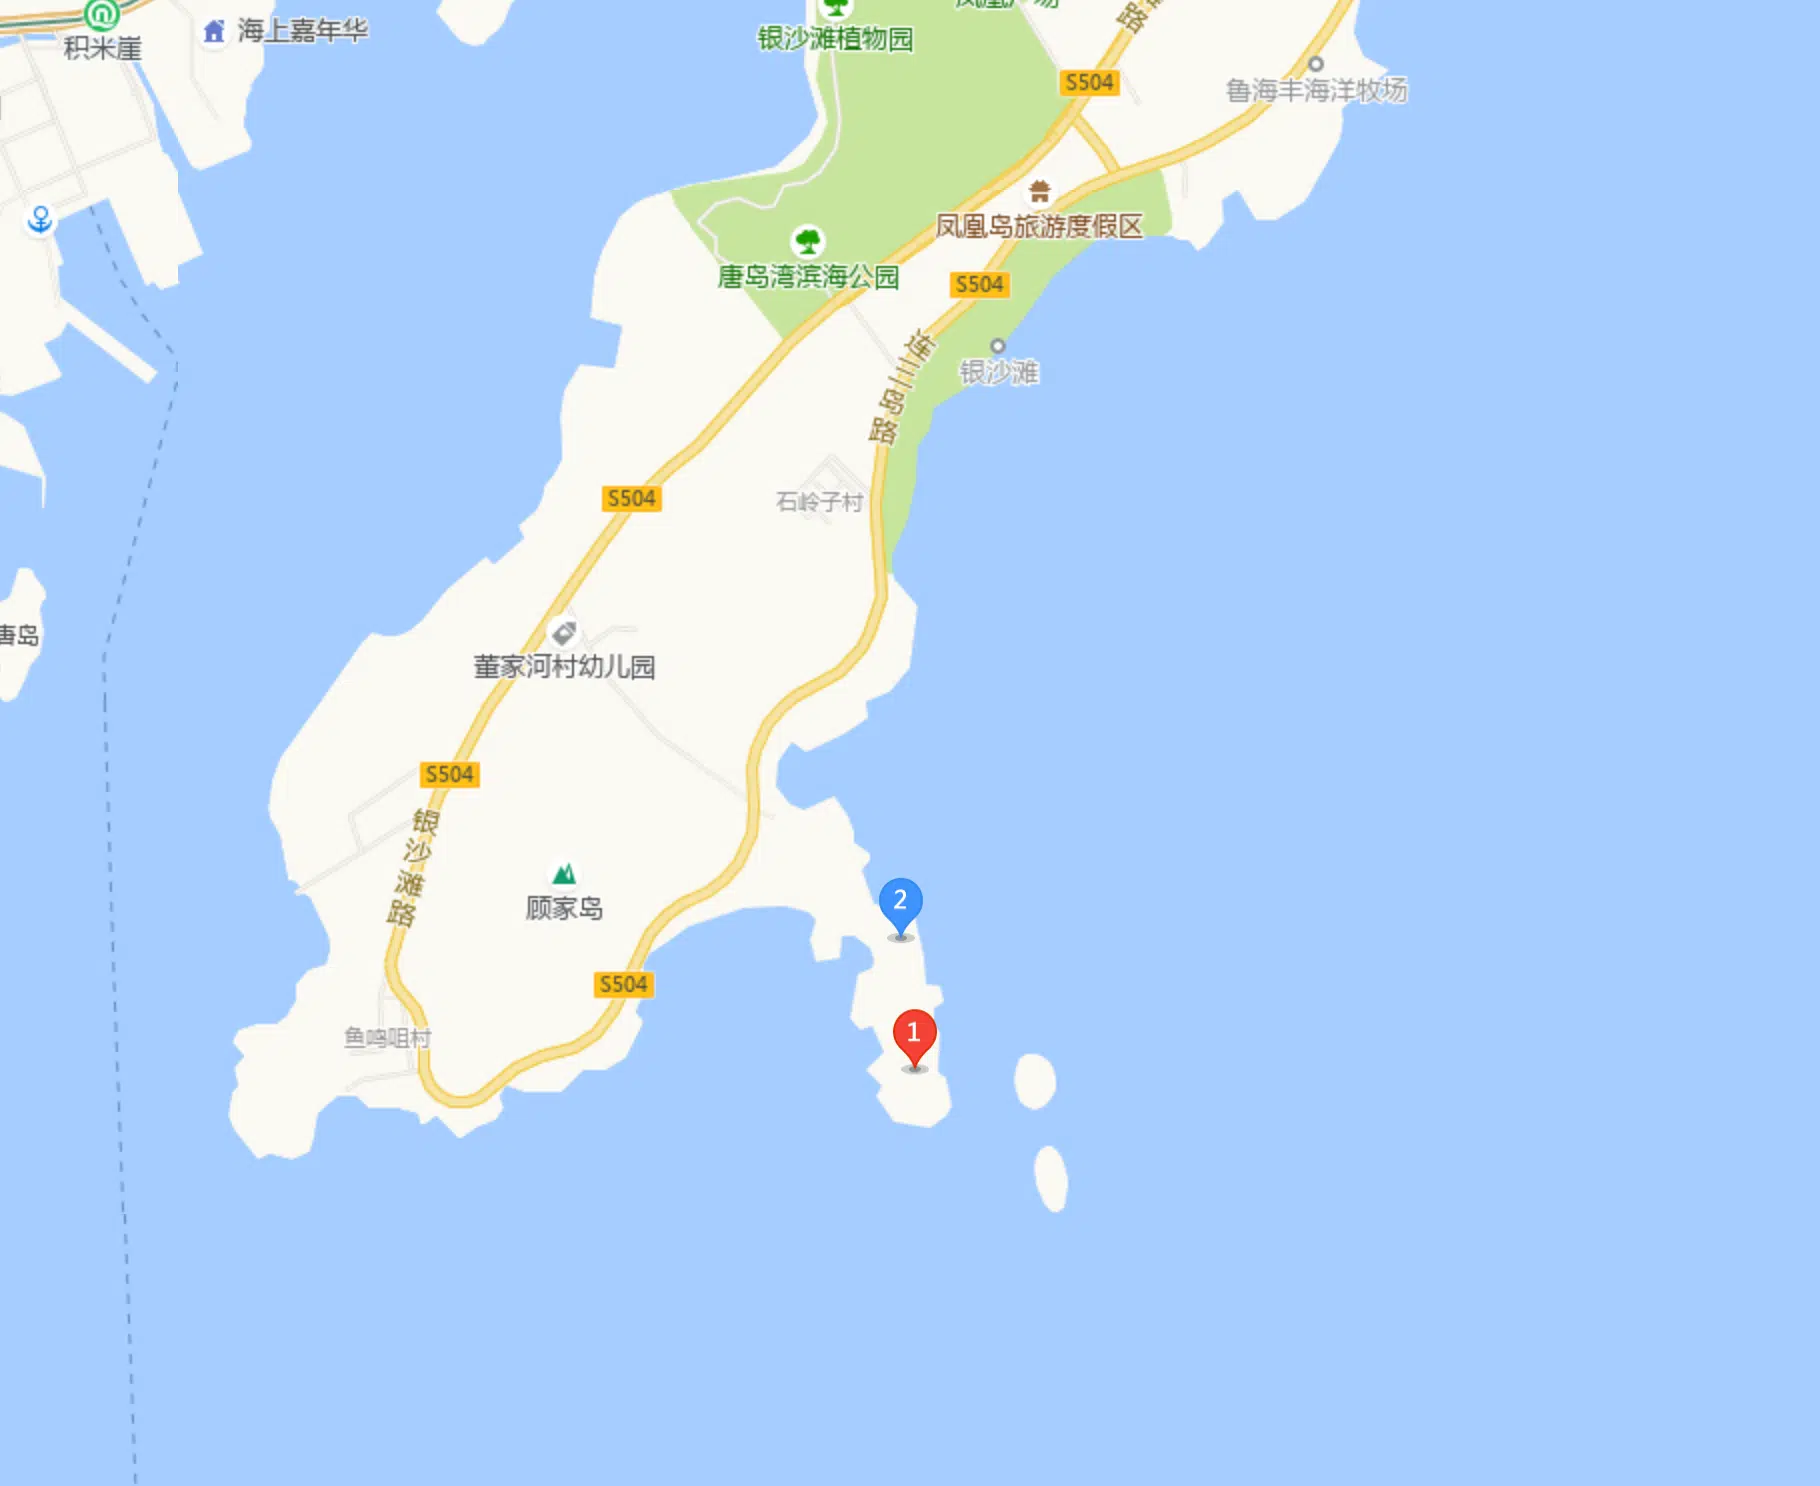 积米崖
海上嘉年华
银沙滩植物园
路
S504
鲁海丰海洋牧场
凤凰岛旅游度假区
唐岛湾滨海公园
S504
连三岛路
银沙滩
S504
石岭子村
唐岛
董家河村幼儿园
S504
银沙滩路
顾家岛
2
S504
鱼鸣咀村
1